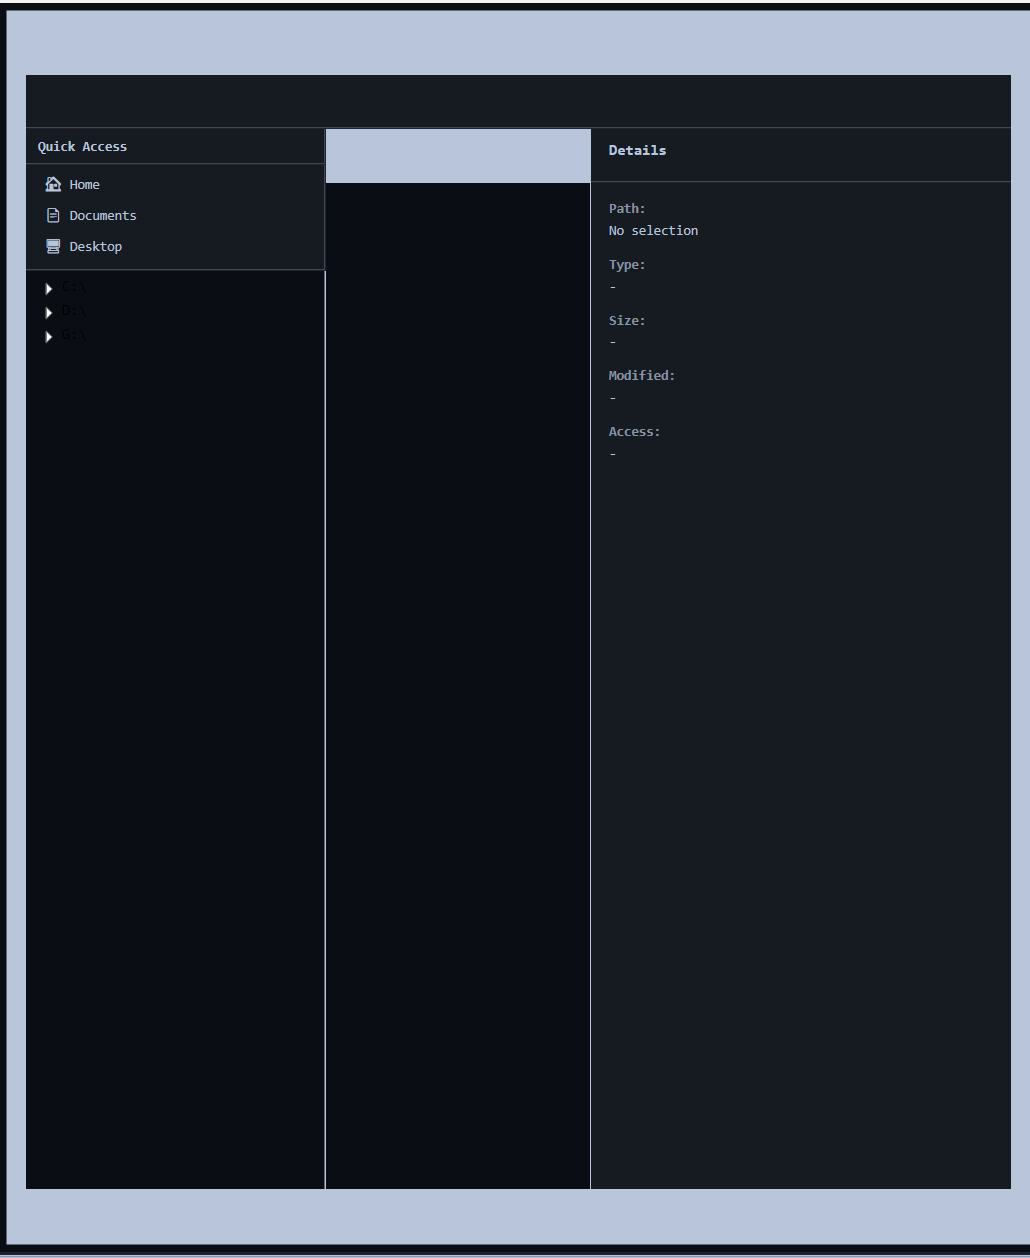 Quick Access
Home
Documents
Desktop
C:\
D:\
G:\
Details
Path:
No selection
Type:
-
Size:
-
Modified:
-
Access:
-